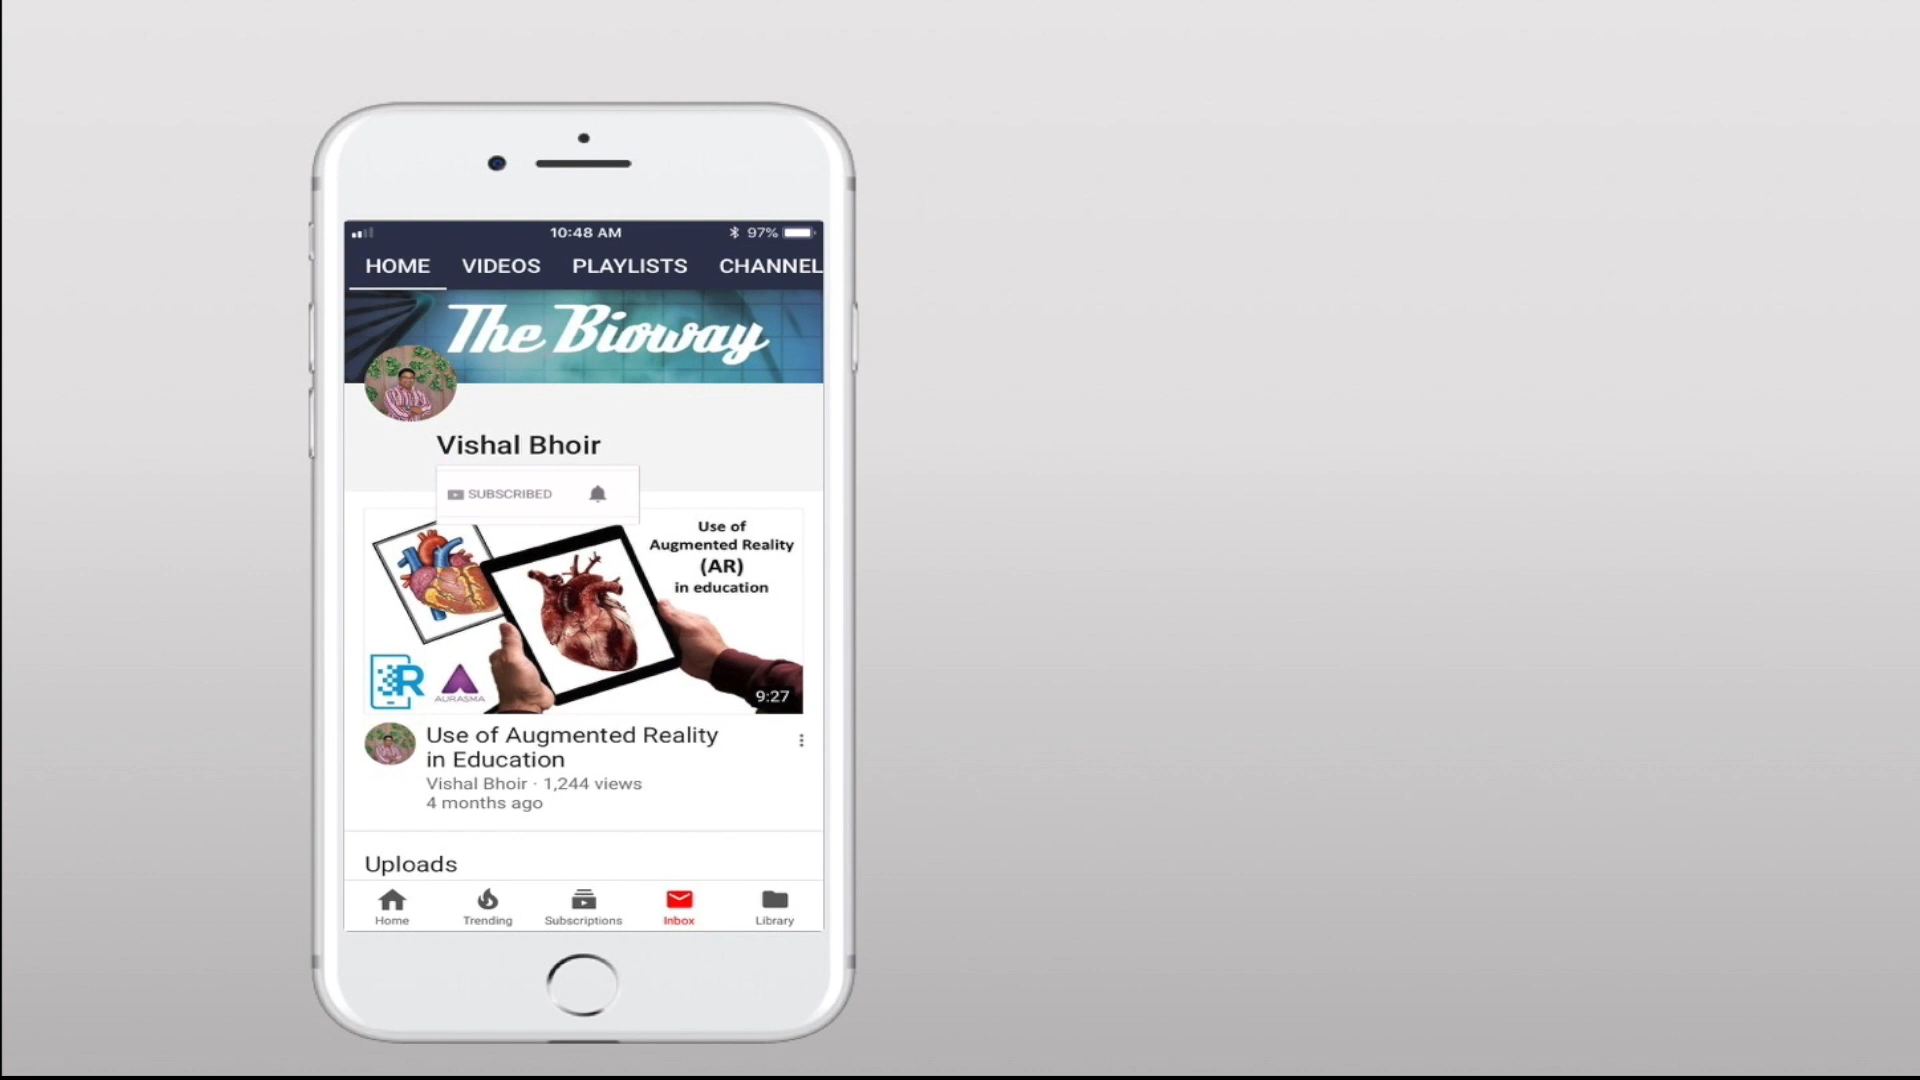 10:48 AM
97%
HOME VIDEOS PLAYLISTS CHANNEL
The Bioway
Vishal Bhoir
SUBSCRIBED
Use of
Augmented Reality
(AR)
in education
R
AURASMA
9:27
Use of Augmented Reality
in Education
Vishal Bhoir · 1,244 views
4 months ago
Uploads
Home Trending Subscriptions Inbox Library